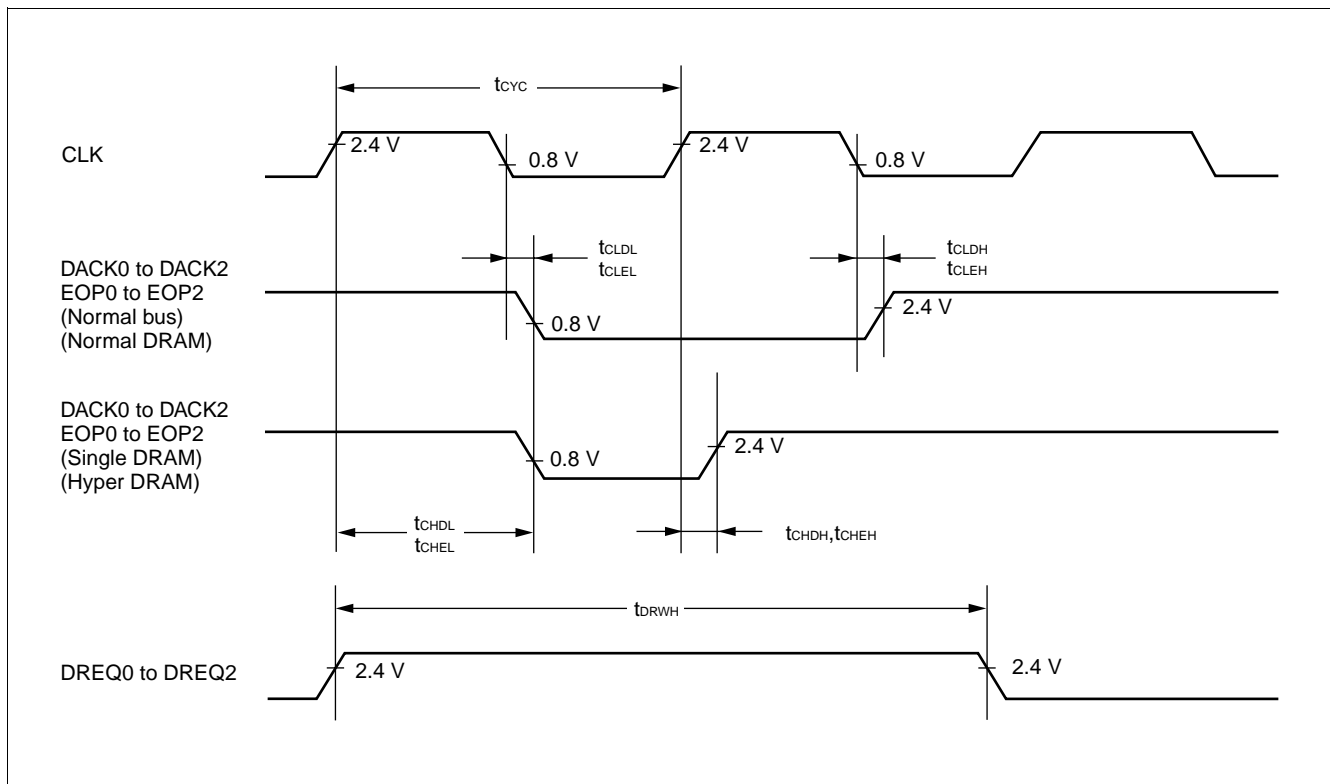 tCYC
CLK
2.4 V
0.8 V
2.4 V
0.8 V
DACK0 to DACK2
EOP0 to EOP2
(Normal bus)
(Normal DRAM)
tCLDL
tCLEL
tCLDH
tCLEH
0.8 V
2.4 V
DACK0 to DACK2
EOP0 to EOP2
(Single DRAM)
(Hyper DRAM)
0.8 V
2.4 V
tCHDL
tCHEL
tCHDH,tCHEH
tDRWH
DREQ0 to DREQ2
2.4 V
2.4 V